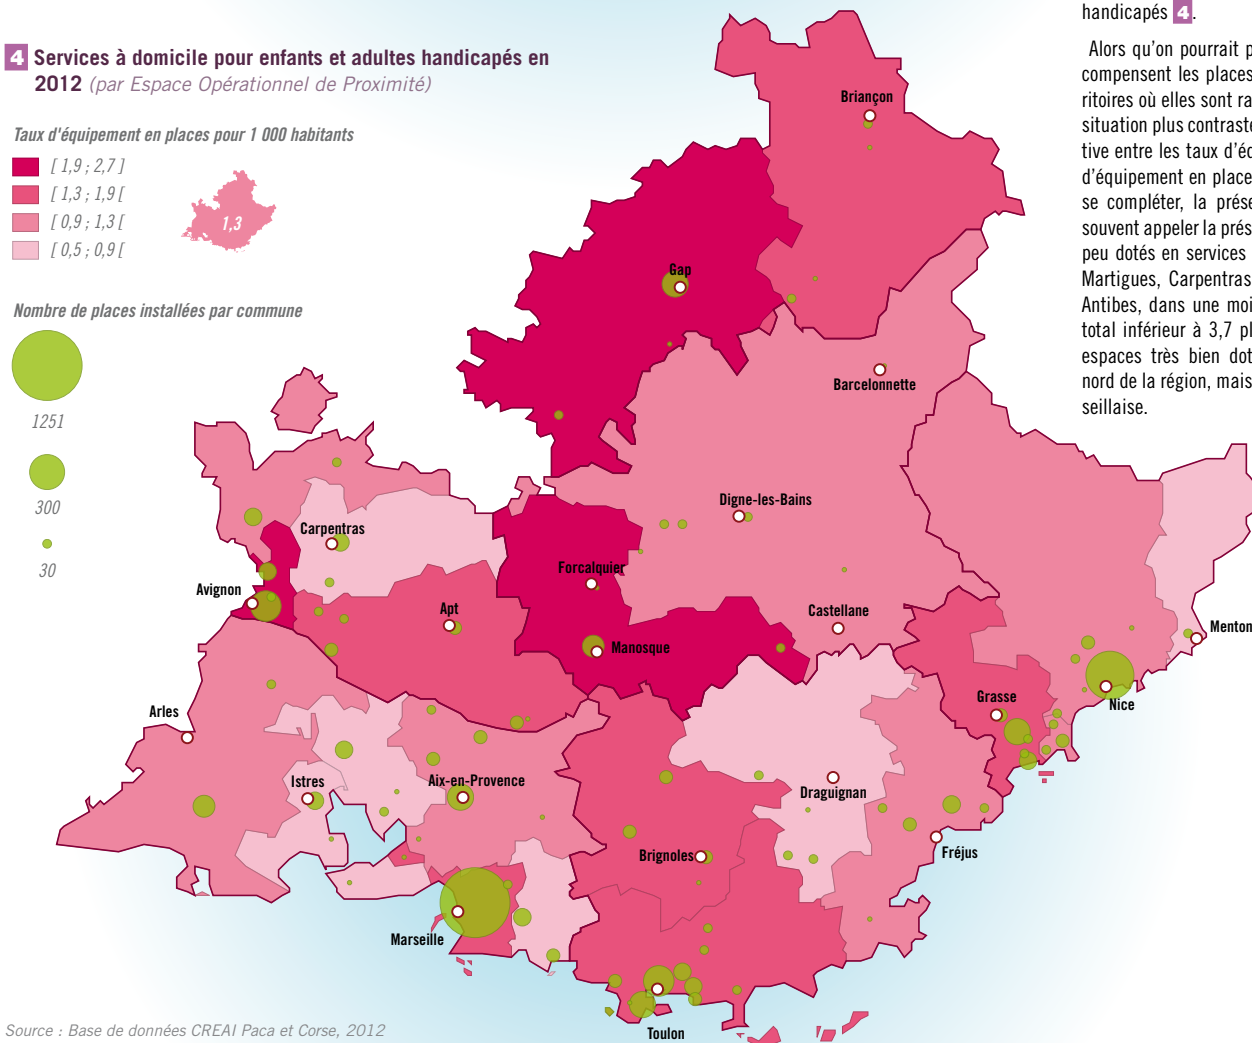 4 Services à domicile pour enfants et adultes handicapés en
2012 (par Espace Opérationnel de Proximité)
Taux d'équipement en places pour 1 000 habitants
[ 1,9 ; 2,7 ]
[ 1,3 ; 1,9 [
[ 0,9 ; 1,3 [
[ 0,5 ; 0,9 [
1,3
Nombre de places installées par commune
1251
300
30
Briançon
Gap
Barcelonnette
Digne-les-Bains
Carpentras
Forcalquier
Avignon
Apt
Castellane
Manosque
Menton
Grasse
Nice
Arles
Istres
Aix-en-Provence
Draguignan
Fréjus
Brignoles
Marseille
Toulon
Source : Base de données CREAI Paca et Corse, 2012
handicapés 4.
Alors qu'on pourrait p
compensent les places
ritoires où elles sont ra
situation plus contrasté
tive entre les taux d'éq
d'équipement en place
se compléter, la prése
souvent appeler la prés
peu dotés en services
Martigues, Carpentras
Antibes, dans une moi
total inférieur à 3,7 pl
espaces très bien dot
nord de la région, mais
seillaise.